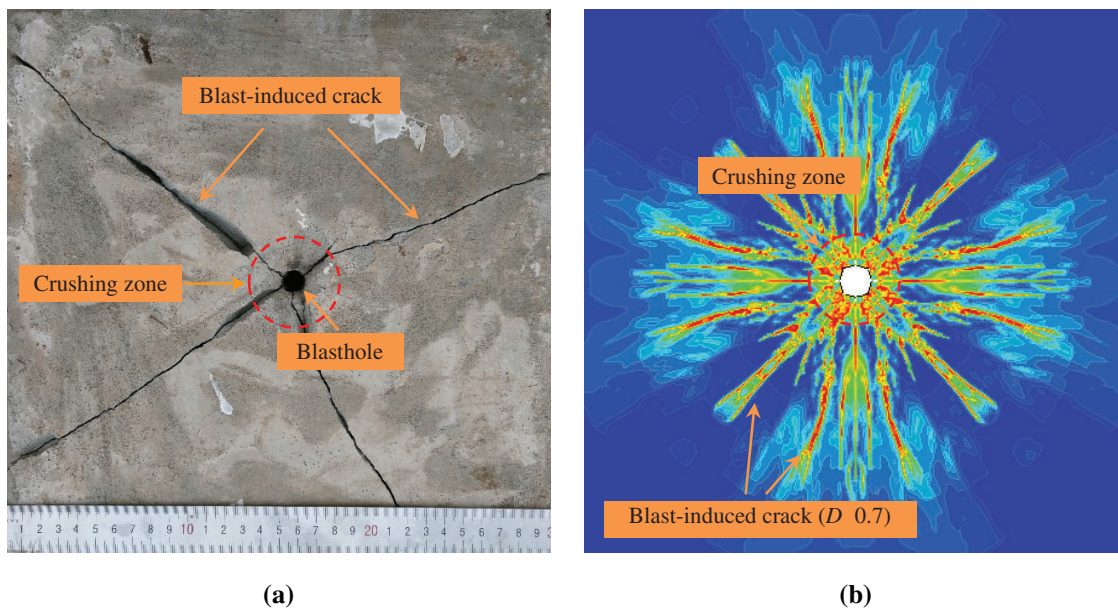 Blast-induced crack
Crushing zone
Blasthole
1 2 3 4 5 6 7 8 9 10 1 2 3 4 5 6 7 8 9 20 1 2 3 4 5 6 7 8 9
(a)
Crushing zone
Blast-induced crack (D 0.7)
(b)